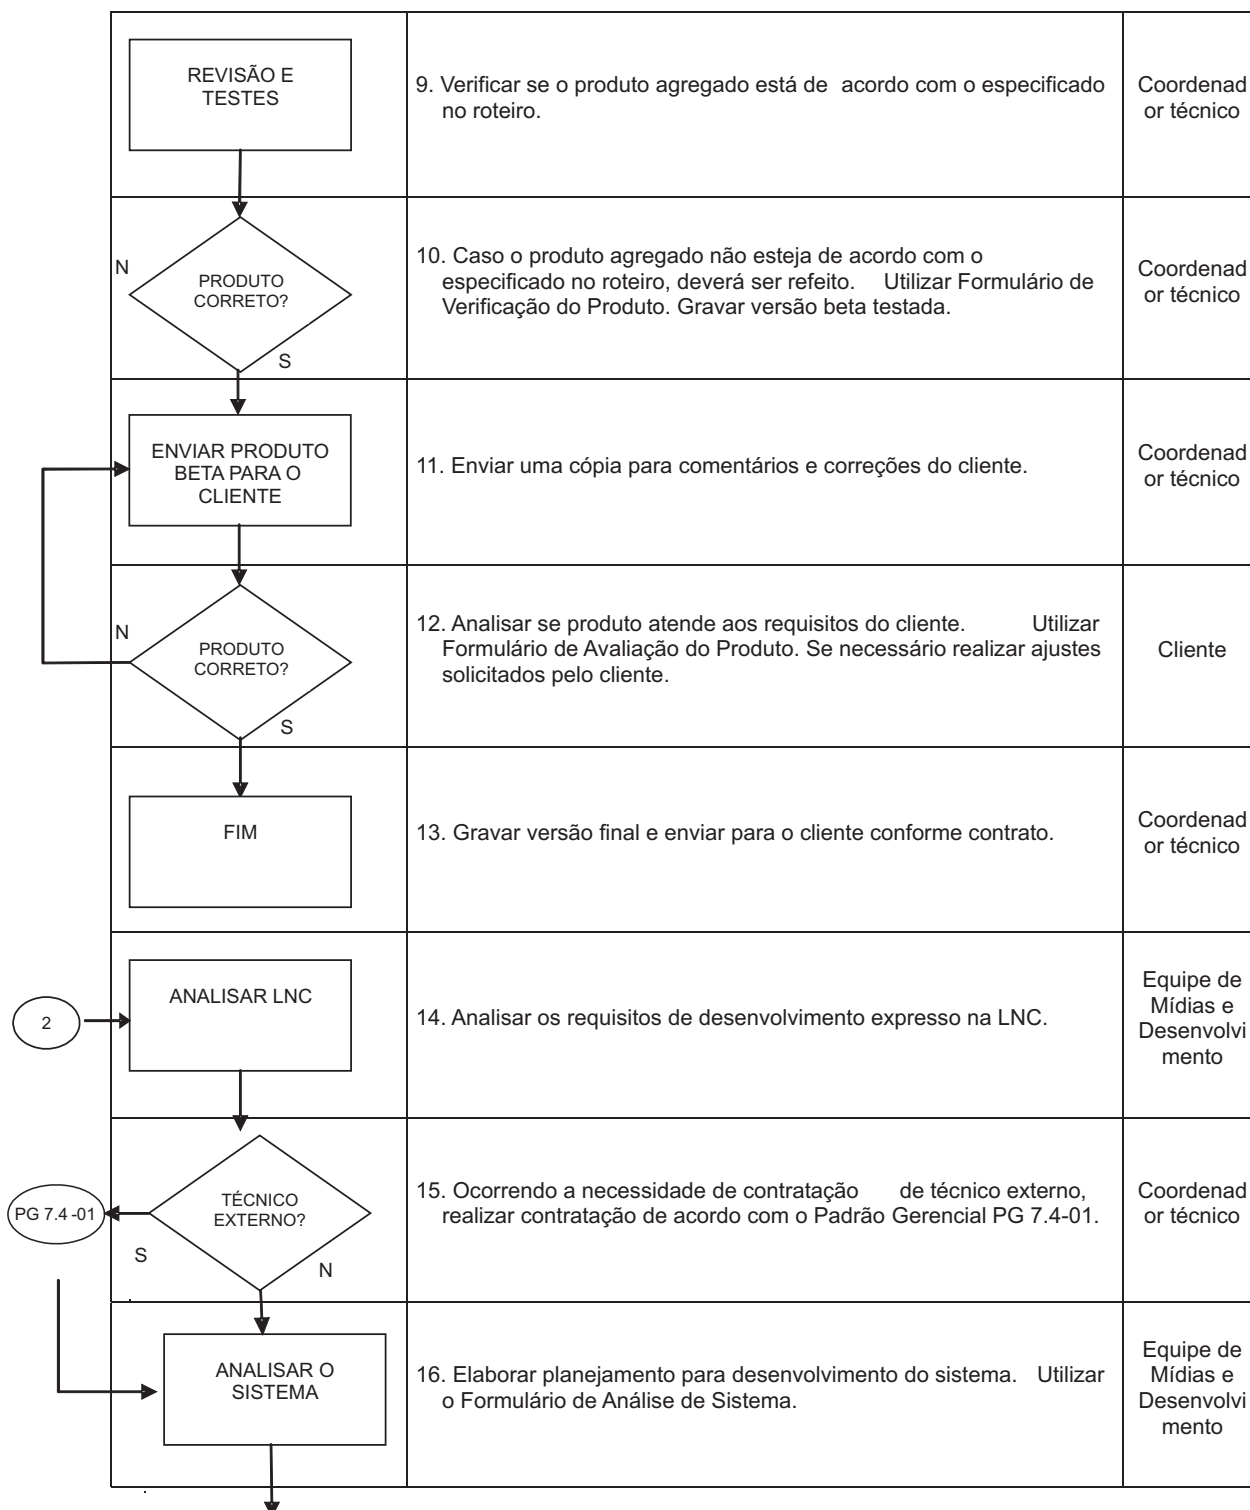 REVISÃO E
TESTES
9. Verificar se o produto agregado está de acordo com o especificado
no roteiro.
Coordenad
or técnico
N
PRODUTO
CORRETO?
S
10. Caso o produto agregado não esteja de acordo com o
especificado no roteiro, deverá ser refeito. Utilizar Formulário de
Verificação do Produto. Gravar versão beta testada.
Coordenad
or técnico
ENVIAR PRODUTO
BETA PARA O
CLIENTE
11. Enviar uma cópia para comentários e correções do cliente.
Coordenad
or técnico
N
PRODUTO
CORRETO?
S
12. Analisar se produto atende aos requisitos do cliente. Utilizar
Formulário de Avaliação do Produto. Se necessário realizar ajustes
solicitados pelo cliente.
Cliente
FIM
13. Gravar versão final e enviar para o cliente conforme contrato.
Coordenad
or técnico
2
ANALISAR LNC
14. Analisar os requisitos de desenvolvimento expresso na LNC.
Equipe de
Mídias e
Desenvolvi
mento
PG 7.4 -01
TÉCNICO
EXTERNO?
S
N
15. Ocorrendo a necessidade de contratação de técnico externo,
realizar contratação de acordo com o Padrão Gerencial PG 7.4-01.
Coordenad
or técnico
ANALISAR O
SISTEMA
16. Elaborar planejamento para desenvolvimento do sistema. Utilizar
o Formulário de Análise de Sistema.
Equipe de
Mídias e
Desenvolvi
mento